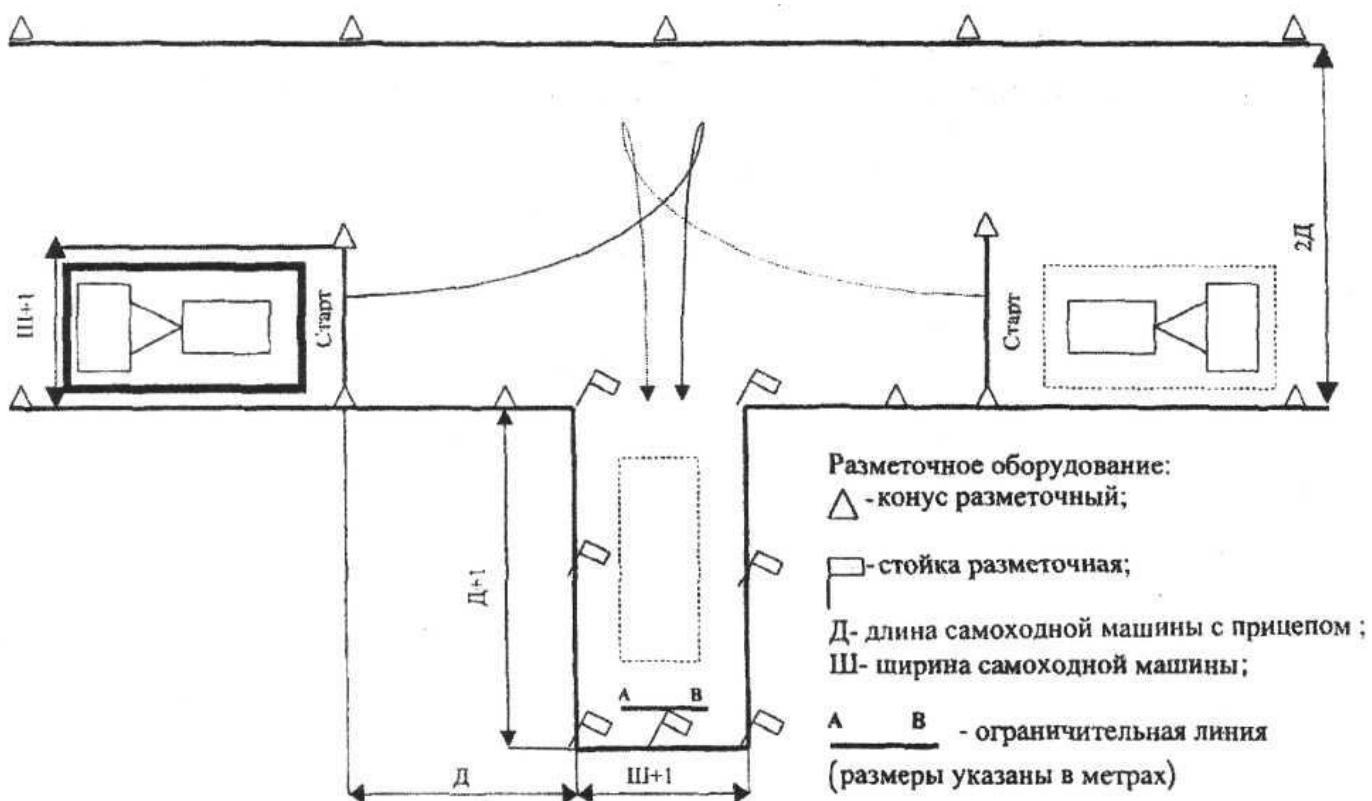 2Д
Ш+1
Старт
Старт
Д+1
Разметочное оборудование:
-конус разметочный;
-стойка разметочная;
Д- длина самоходной машины с прицепом ;
Ш- ширина самоходной машины;
А В
А В - ограничительная линия
(размеры указаны в метрах)
Д
Ш+1